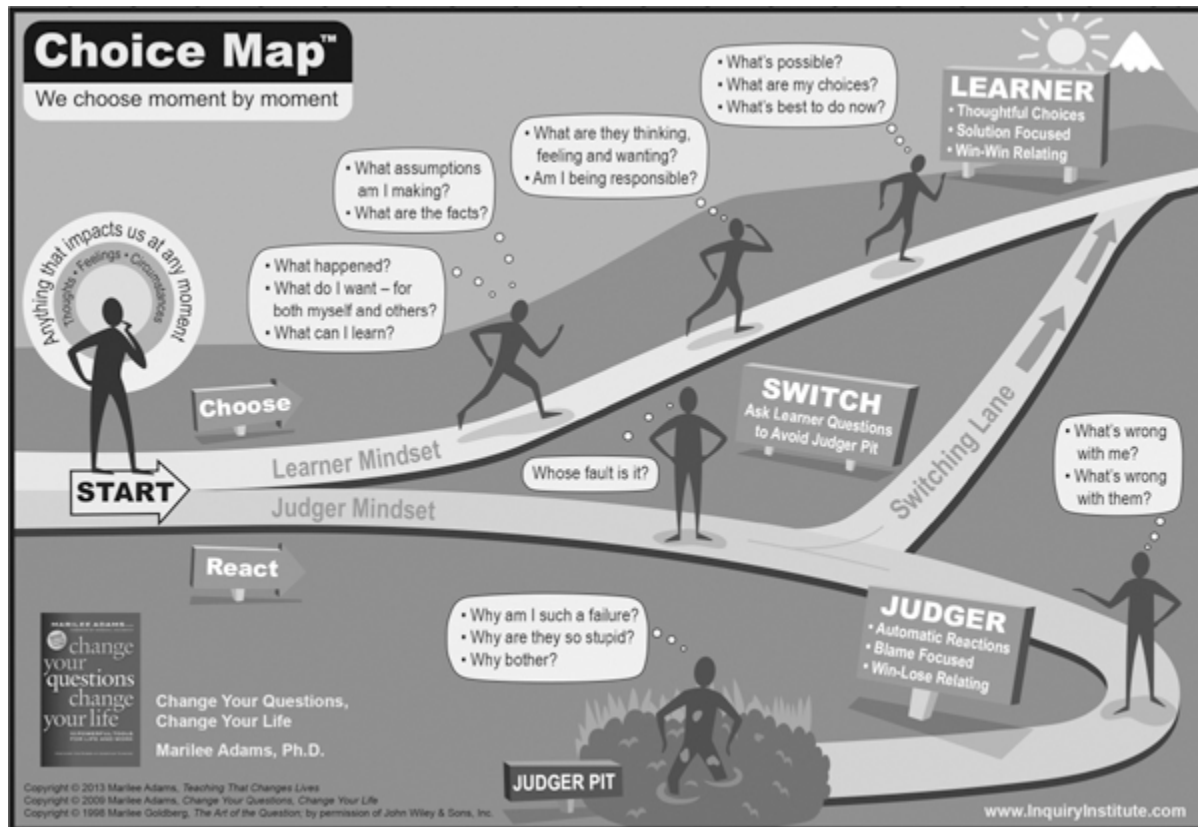 Choice Map™
We choose moment by moment
Anything that impacts us at any moment
Thoughts • Feelings • Circumstances
START
Choose
React
Learner Mindset
Judger Mindset
• What happened?
• What do I want – for
both myself and others?
• What can I learn?
• What assumptions
am I making?
• What are the facts?
• What are they thinking,
feeling and wanting?
• Am I being responsible?
• What's possible?
• What are my choices?
• What's best to do now?
LEARNER
• Thoughtful Choices
• Solution Focused
• Win-Win Relating
Whose fault is it?
SWITCH
Ask Learner Questions
to Avoid Judger Pit
Switching Lane
• What's wrong
with me?
• What's wrong
with them?
JUDGER
• Automatic Reactions
• Blame Focused
• Win-Lose Relating
• Why am I such a failure?
• Why are they so stupid?
• Why bother?
JUDGER PIT
MARILEE ADAMS
change
your
questions
change
your life
Change Your Questions,
Change Your Life
Marilee Adams, Ph.D.
Copyright © 2013 Marilee Adams, Teaching That Changes Lives
Copyright © 2009 Marilee Adams, Change Your Questions, Change Your Life
Copyright © 1998 Marilee Goldberg, The Art of the Question; by permission of John Wiley & Sons, Inc.
www.InquiryInstitute.com